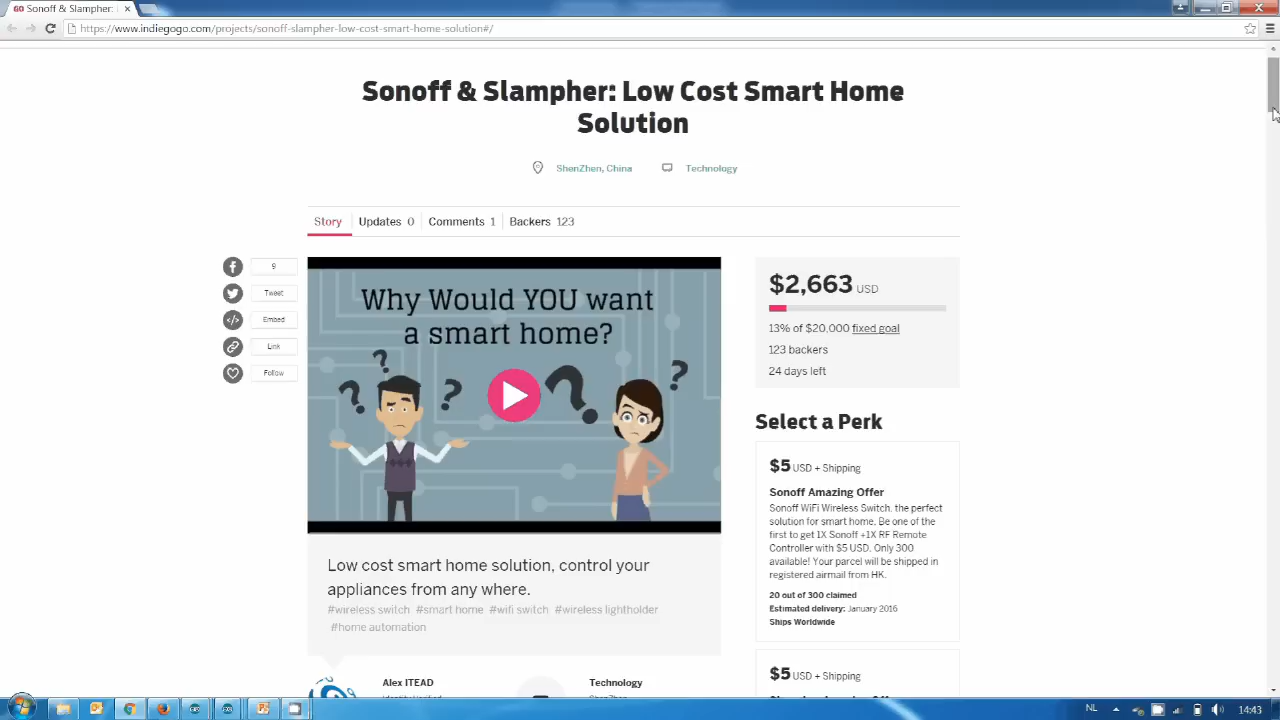 Sonoff & Slampher: L
https://www.indiegogo.com/projects/sonoff-slampher-low-cost-smart-home-solution#/
Sonoff & Slampher: Low Cost Smart Home
Solution
ShenZhen, China
Technology
Story
Updates 0
Comments 1
Backers 123
9
Tweet
Embed
Link
Follow
Why Would YOU want
a smart home?
Low cost smart home solution, control your
appliances from any where.
#wireless switch #smart home #wifi switch #wireless lightholder
#home automation
Alex ITEAD
Technology
$2,663 USD
13% of $20,000 fixed goal
123 backers
24 days left
Select a Perk
$5 USD + Shipping
Sonoff Amazing Offer
Sonoff WiFi Wireless Switch, the perfect
solution for smart home. Be one of the
first to get 1X Sonoff +1X RF Remote
Controller with $5 USD. Only 300
available! Your parcel will be shipped in
registered airmail from HK.
20 out of 300 claimed
Estimated delivery: January 2016
Ships Worldwide
$5 USD + Shipping
NL
14:43